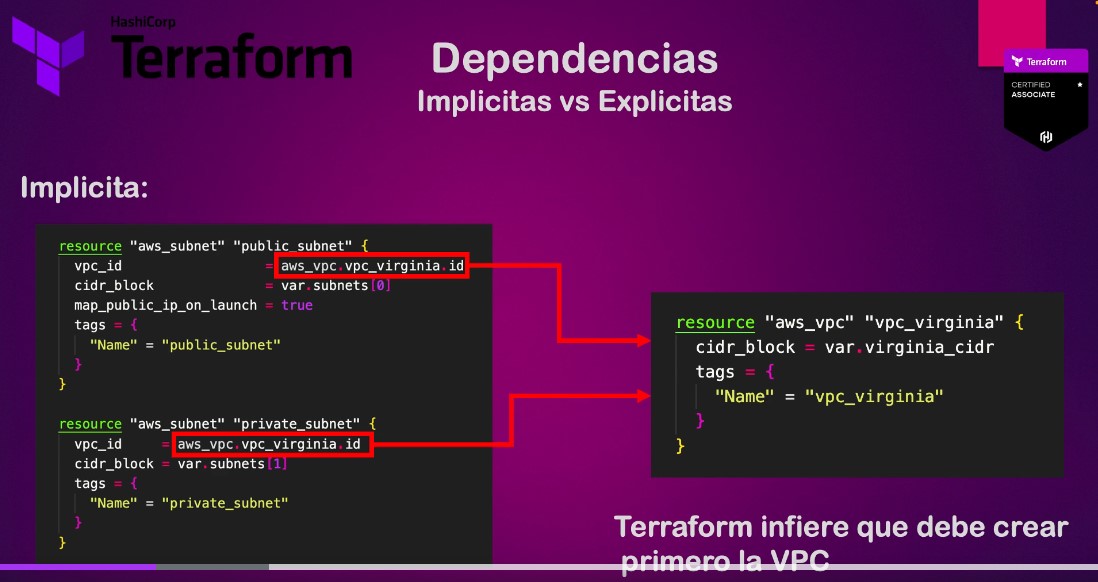 HashiCorp
Terraform
Dependencias
Implicitas vs Explicitas
Terraform
CERTIFIED
ASSOCIATE
Implicita:
resource "aws_subnet" "public_subnet" {
vpc_id = aws_vpc.vpc_virginia.id
cidr_block = var.subnets[0]
map_public_ip_on_launch = true
tags = {
"Name" = "public_subnet"
}
}
resource "aws_subnet" "private_subnet" {
vpc_id = aws_vpc.vpc_virginia.id
cidr_block = var.subnets[1]
tags = {
"Name" = "private_subnet"
}
}
resource "aws_vpc" "vpc_virginia" {
cidr_block = var.virginia_cidr
tags = {
"Name" = "vpc_virginia"
}
}
Terraform infiere que debe crear
primero la VPC